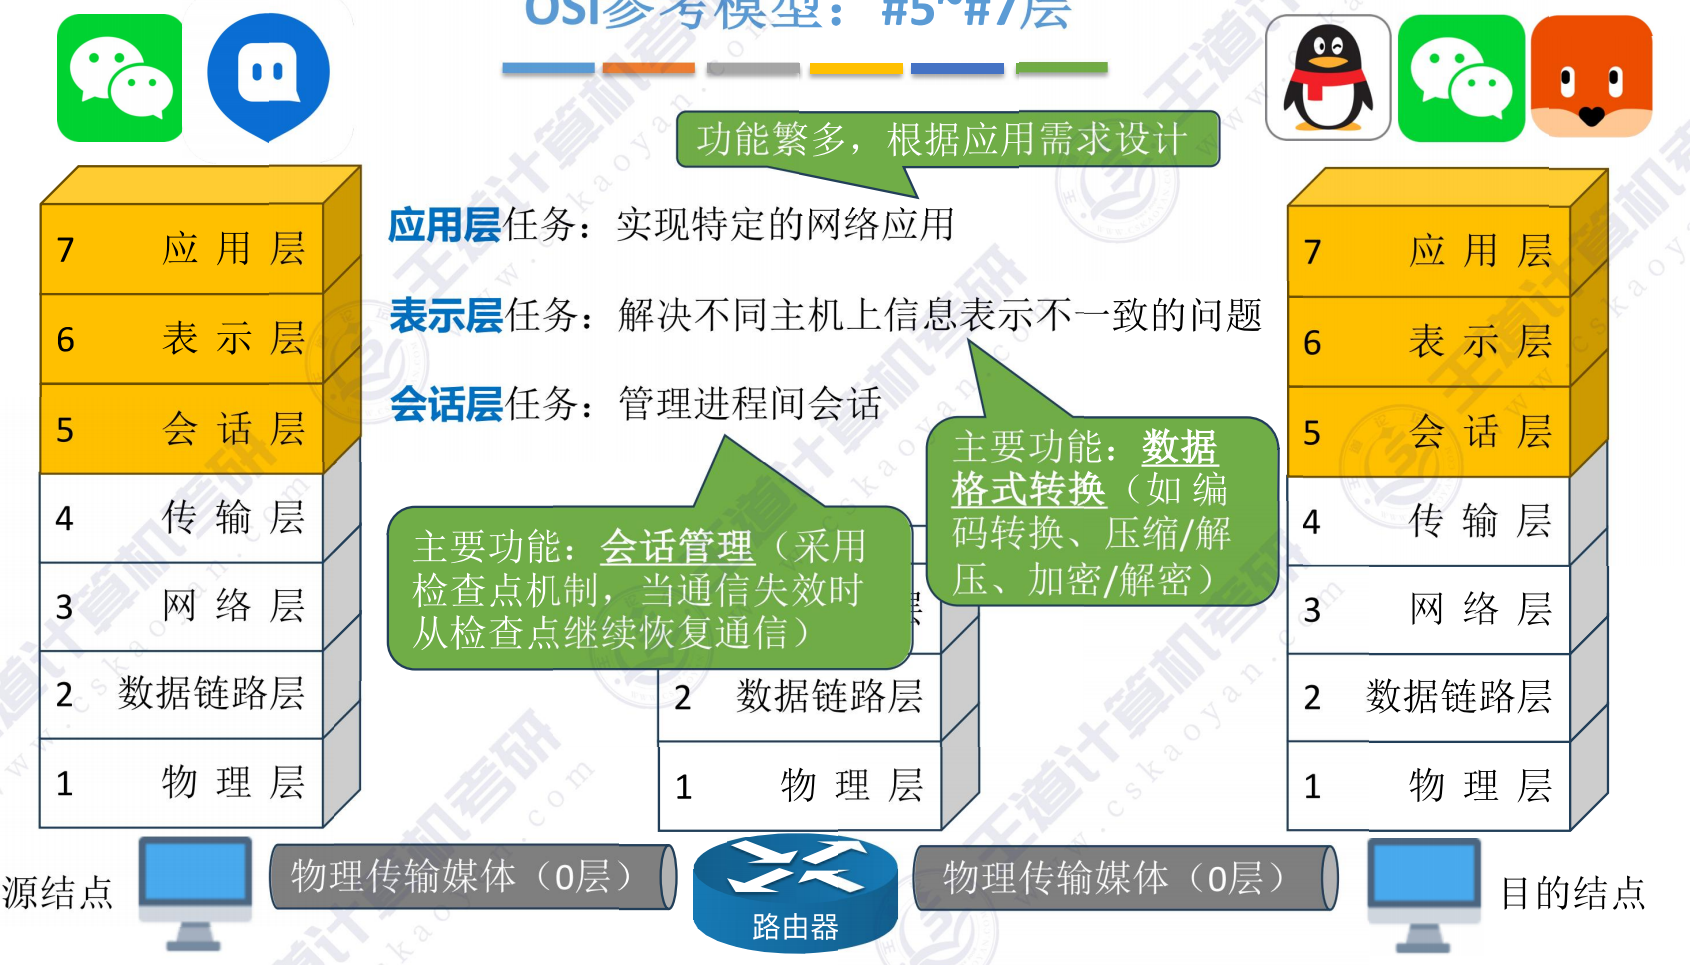 OSI参考模型：#5~#7层
功能繁多，根据应用需求设计
应用层任务：实现特定的网络应用
表示层任务：解决不同主机上信息表示不一致的问题
会话层任务：管理进程间会话
主要功能：数据
格式转换（如 编
码转换、压缩/解
压、加密/解密）
主要功能：会话管理（采用
检查点机制，当通信失效时
从检查点继续恢复通信）
7 应 用 层
6 表 示 层
5 会 话 层
4 传 输 层
3 网 络 层
2 数据链路层
1 物 理 层
2 数据链路层
1 物 理 层
7 应 用 层
6 表 示 层
5 会 话 层
4 传 输 层
3 网 络 层
2 数据链路层
1 物 理 层
源结点
物理传输媒体（0层）
路由器
物理传输媒体（0层）
目的结点
王道计算机考研
www.cskaoyan.com